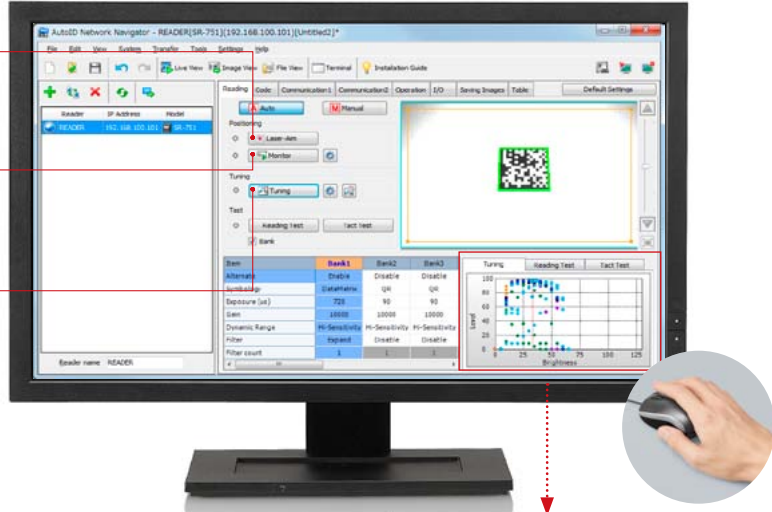 AutoID Network Navigator - READER[SR-751](192.168.100.101)[Untitled2]*
File Edit View System Transfer Tools Settings Help
Live View Image View File View Terminal Installation Guide
Reader IP Address Model
READER 192.168.100.101 SR-751
Reader name READER
Reading Code Communication1 Communication2 Operation I/O Saving Images Table Default Settings
A Auto M Manual
Positioning
Laser-Aim
Monitor
Tuning
Tuning
Test
Reading Test Tact Test
Bank
Item Bank1 Bank2 Bank3
Alternate Enable Disable Disable
Symbology DataMatrix QR QR
Exposure (us) 720 90 90
Gain 10000 10000 10000
Dynamic Range Hi-Sensitivity Hi-Sensitivity Hi-Sensitivity
Filter Expand Disable Disable
Filter count 1 1 1
Tuning Reading Test Tact Test
100
80
60
40
20
0
Level
0 25 50 75 100 125
Brightness